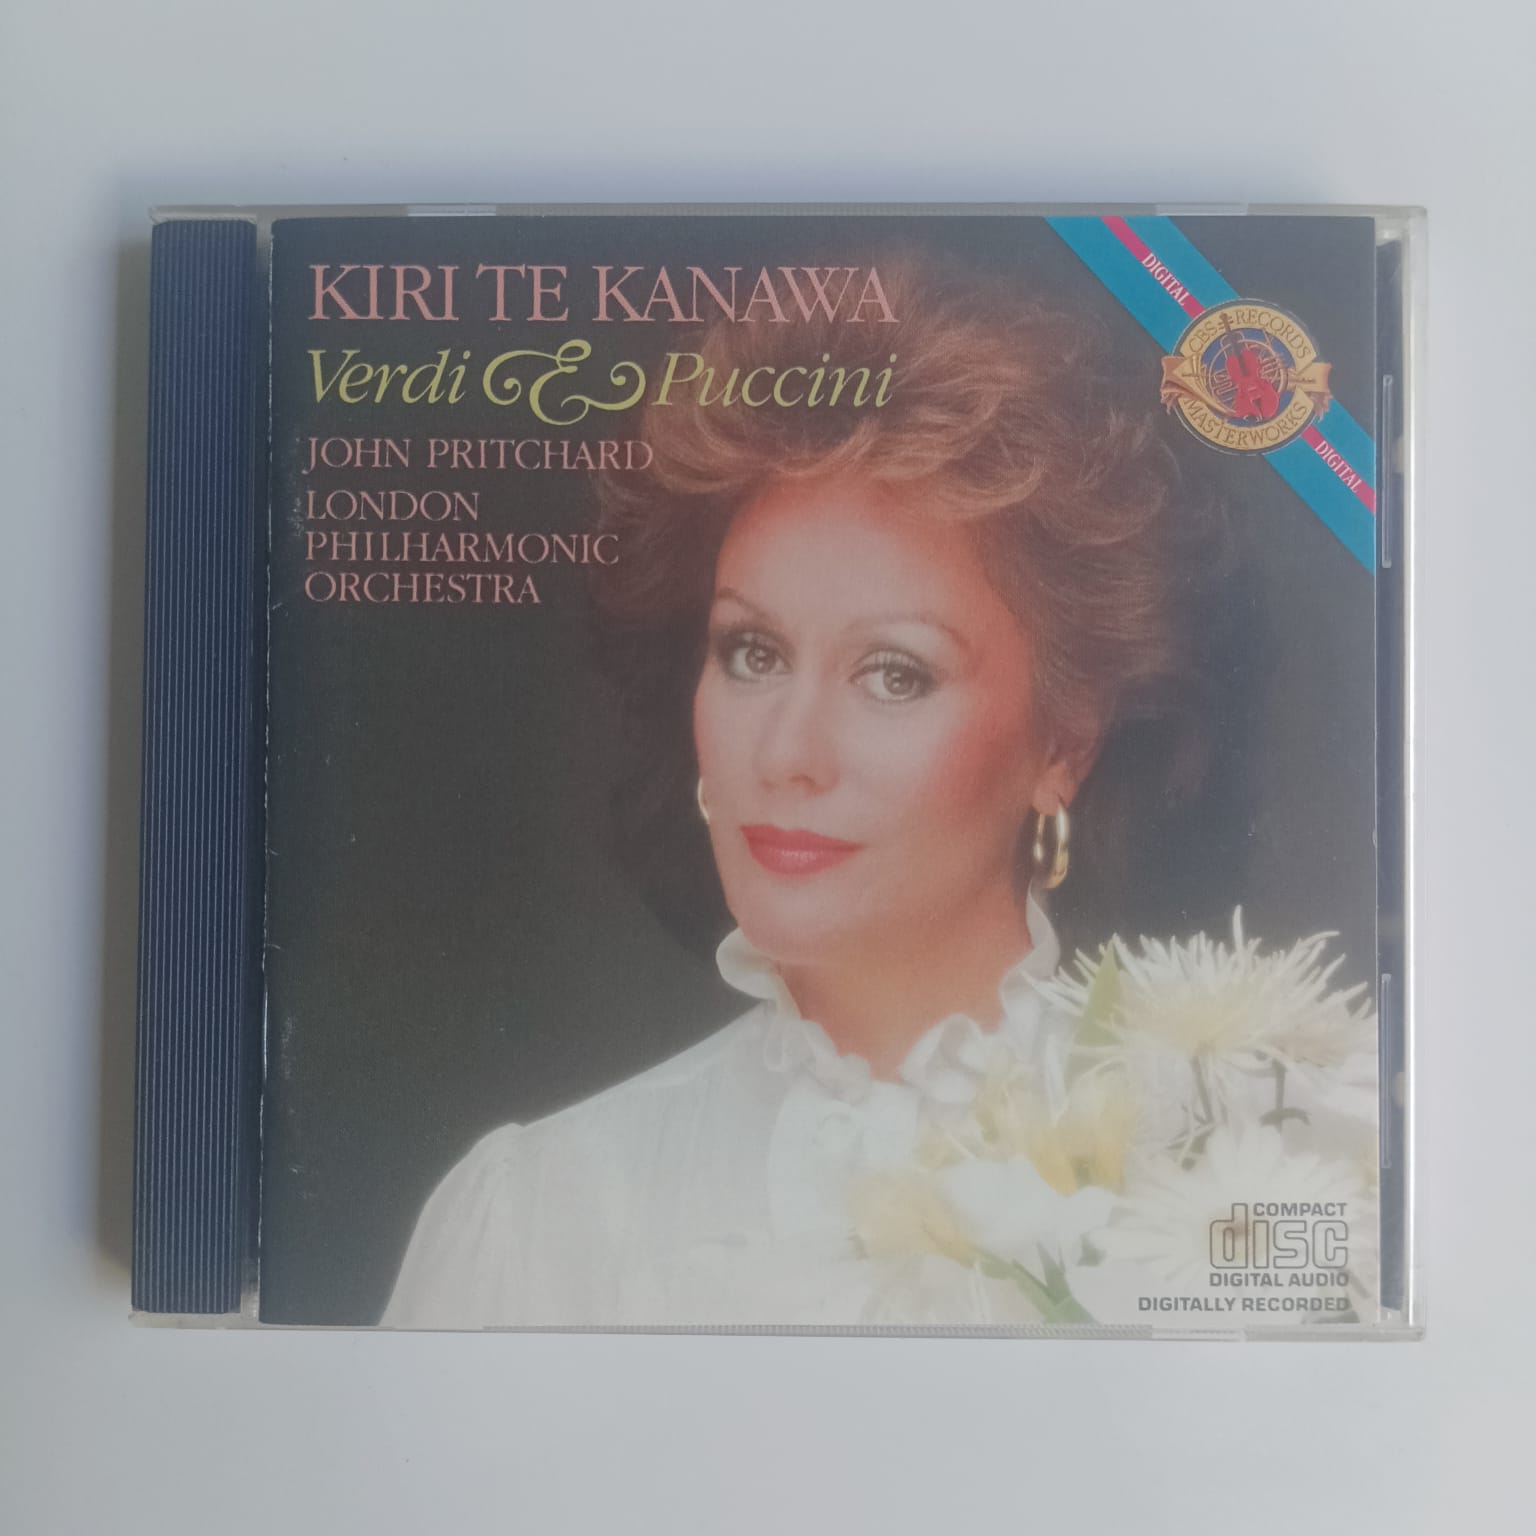 KIRI TE KANAWA
Verdi & Puccini
JOHN PRITCHARD
LONDON
PHILHARMONIC
ORCHESTRA
DIGITAL
CBS RECORDS
MASTERWORKS
DIGITAL
COMPACT
disc
DIGITAL AUDIO
DIGITALLY RECORDED